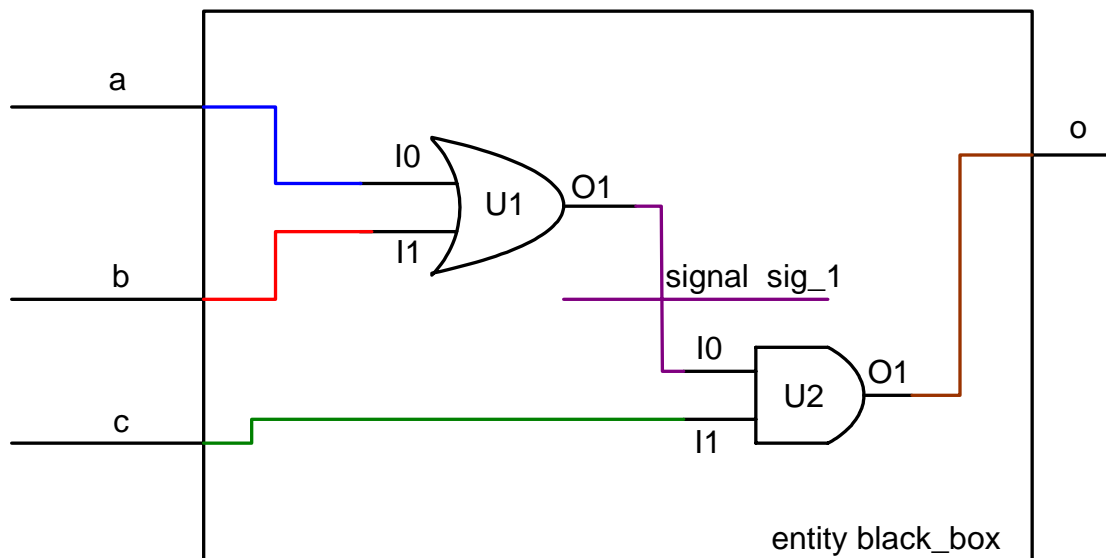 a
o
I0
U1
O1
I1
b
signal sig_1
I0
O1
U2
c
I1
entity black_box